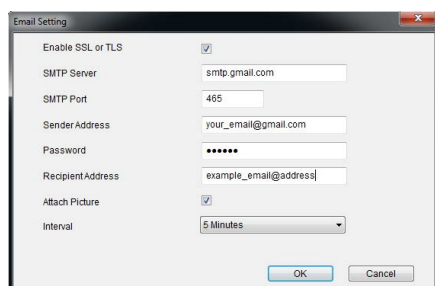 Email Setting
Enable SSL or TLS
SMTP Server smtp.gmail.com
SMTP Port 465
Sender Address your_email@gmail.com
Password ••••••
Recipient Address example_email@address
Attach Picture
Interval 5 Minutes
OK Cancel